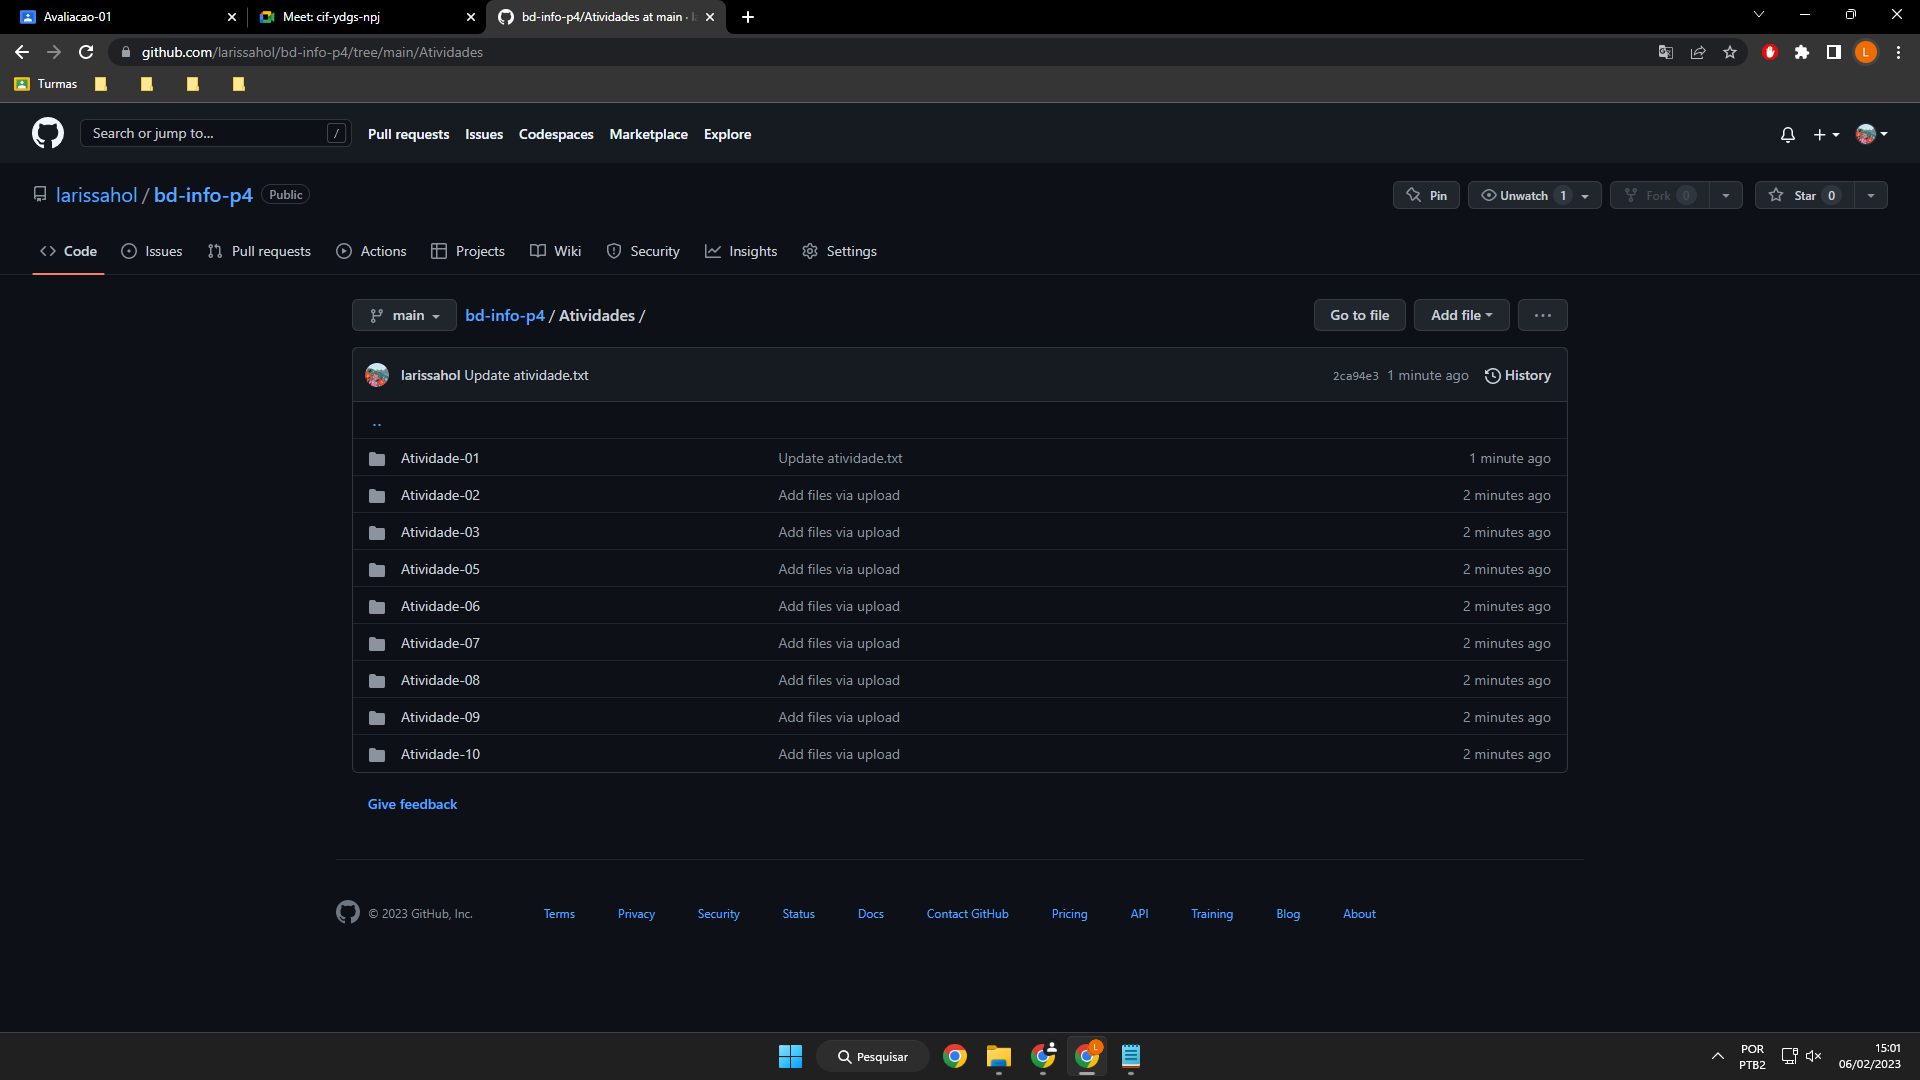 Avaliacao-01
Meet: cif-ydgs-npj
bd-info-p4/Atividades at main ·
github.com/larissahol/bd-info-p4/tree/main/Atividades
L
Turmas
Search or jump to... /
Pull requests Issues Codespaces Marketplace Explore
larissahol / bd-info-p4 Public
Pin Unwatch 1 Fork 0 Star 0
Code Issues Pull requests Actions Projects Wiki Security Insights Settings
main bd-info-p4 / Atividades / Go to file Add file ...
larissahol Update atividade.txt 2ca94e3 1 minute ago History
..
Atividade-01 Update atividade.txt 1 minute ago
Atividade-02 Add files via upload 2 minutes ago
Atividade-03 Add files via upload 2 minutes ago
Atividade-05 Add files via upload 2 minutes ago
Atividade-06 Add files via upload 2 minutes ago
Atividade-07 Add files via upload 2 minutes ago
Atividade-08 Add files via upload 2 minutes ago
Atividade-09 Add files via upload 2 minutes ago
Atividade-10 Add files via upload 2 minutes ago
Give feedback
© 2023 GitHub, Inc. Terms Privacy Security Status Docs Contact GitHub Pricing API Training Blog About
Pesquisar
L
POR
PTB2
15:01
06/02/2023